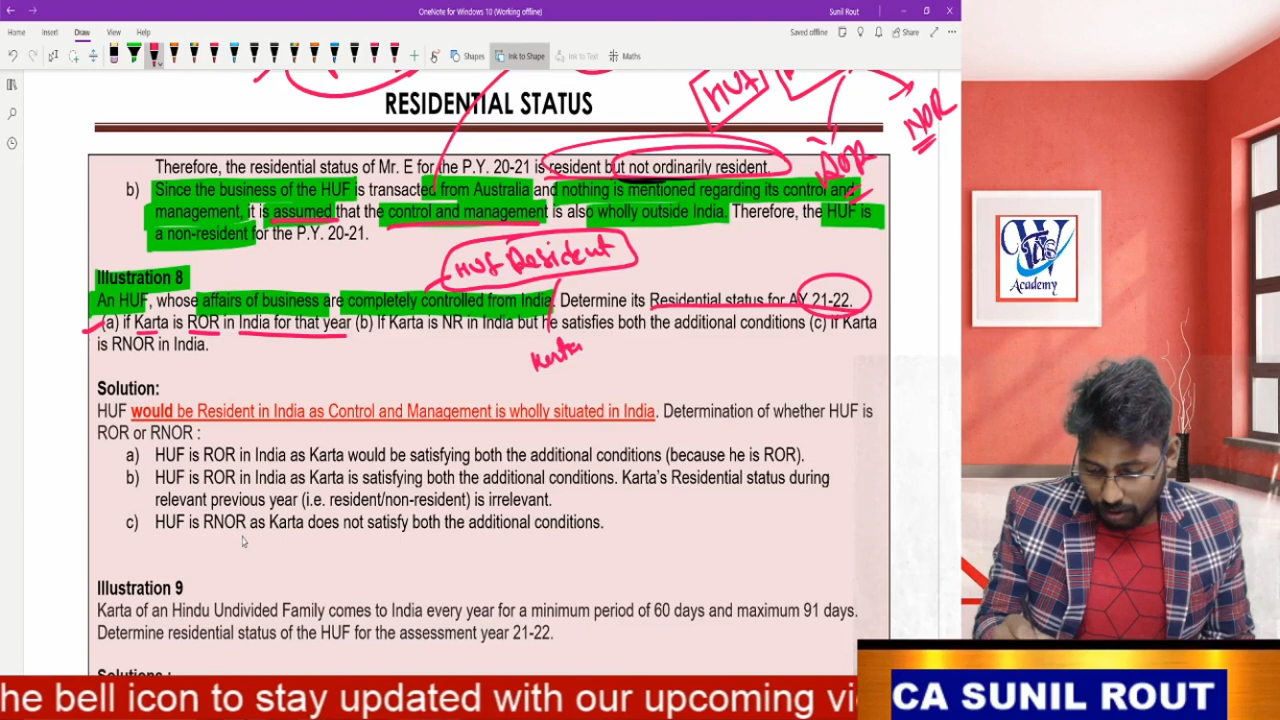 OneNote for Windows 10 (Working offline)
Sunil Rout
Home Insert Draw View Help
Saved offline
Share
Shapes
Ink to Shape
Ink to Text
Maths
HUF
NOR
RESIDENTIAL STATUS
Therefore, the residential status of Mr. E for the P.Y. 20-21 is resident but not ordinarily resident.
b) Since the business of the HUF is transacted from Australia and nothing is mentioned regarding its control and
management, it is assumed that the control and management is also wholly outside India. Therefore, the HUF is
a non-resident for the P.Y. 20-21.
HUF Resident
Illustration 8
An HUF, whose affairs of business are completely controlled from India. Determine its Residential status for AY 21-22.
(a) if Karta is ROR in India for that year (b) If Karta is NR in India but he satisfies both the additional conditions (c) If Karta
is RNOR in India.
Karta
Solution:
HUF would be Resident in India as Control and Management is wholly situated in India. Determination of whether HUF is
ROR or RNOR :
a) HUF is ROR in India as Karta would be satisfying both the additional conditions (because he is ROR).
b) HUF is ROR in India as Karta is satisfying both the additional conditions. Karta's Residential status during
relevant previous year (i.e. resident/non-resident) is irrelevant.
c) HUF is RNOR as Karta does not satisfy both the additional conditions.
Illustration 9
Karta of an Hindu Undivided Family comes to India every year for a minimum period of 60 days and maximum 91 days.
Determine residential status of the HUF for the assessment year 21-22.
Solutions :
Academy
he bell icon to stay updated with our upcoming vi
CA SUNIL ROUT